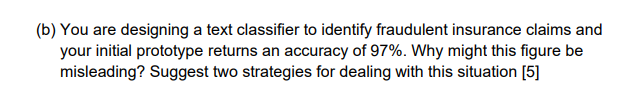 (b) You are designing a text classifier to identify fraudulent insurance claims and
your initial prototype returns an accuracy of 97%. Why might this figure be
misleading? Suggest two strategies for dealing with this situation [5]